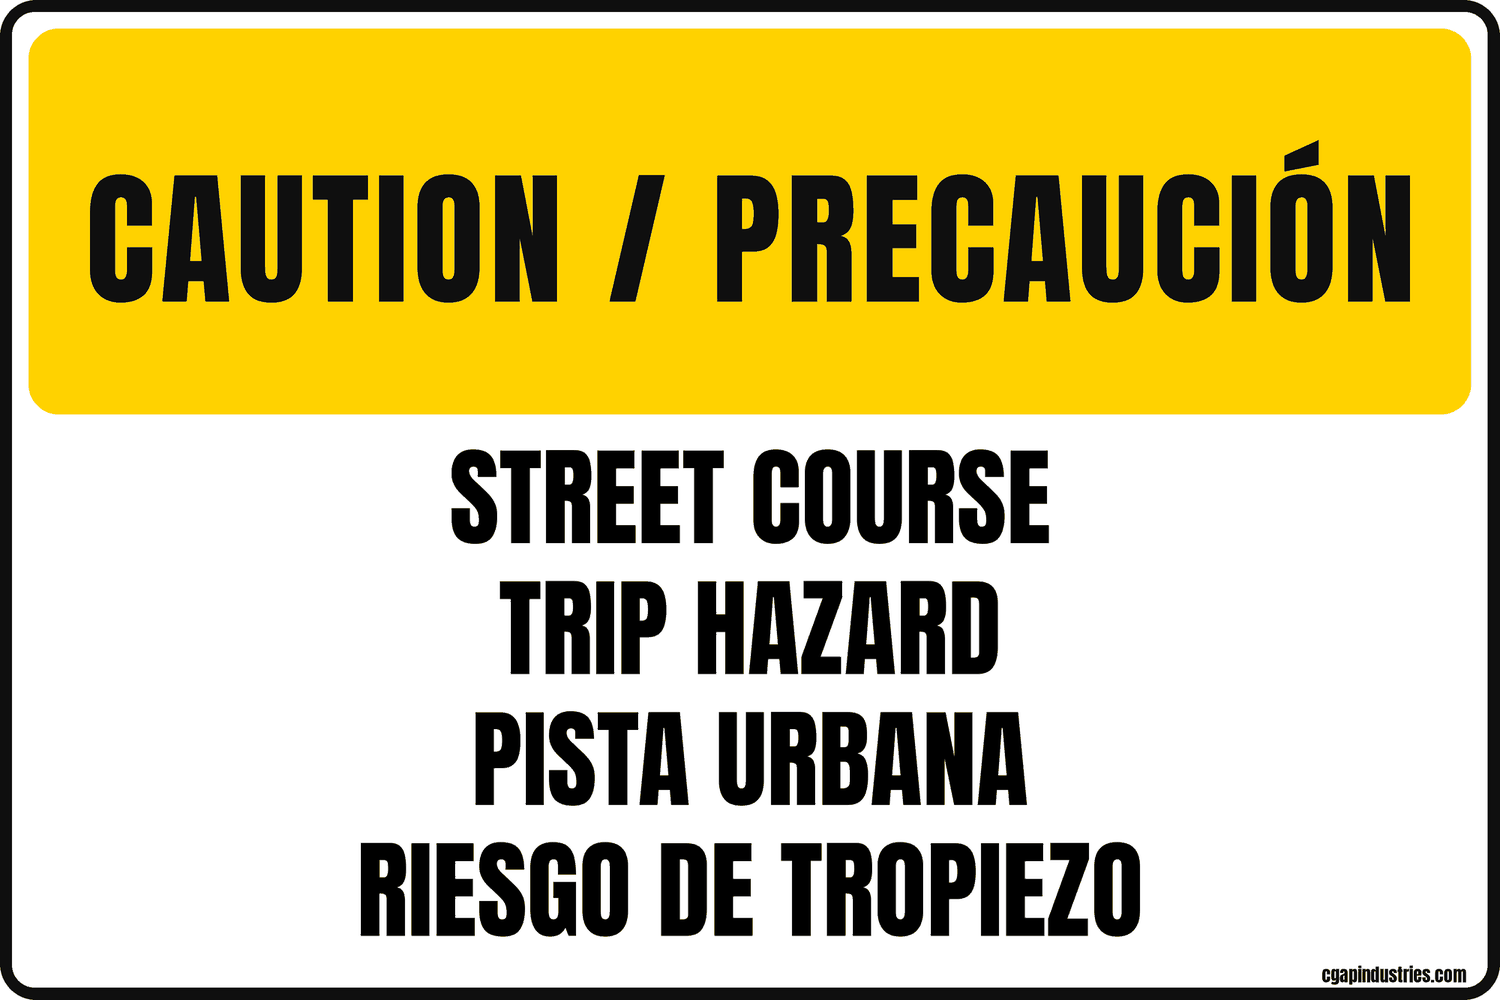 CAUTION / PRECAUCIÓN
STREET COURSE
TRIP HAZARD
PISTA URBANA
RIESGO DE TROPIEZO
cgapindustries.com